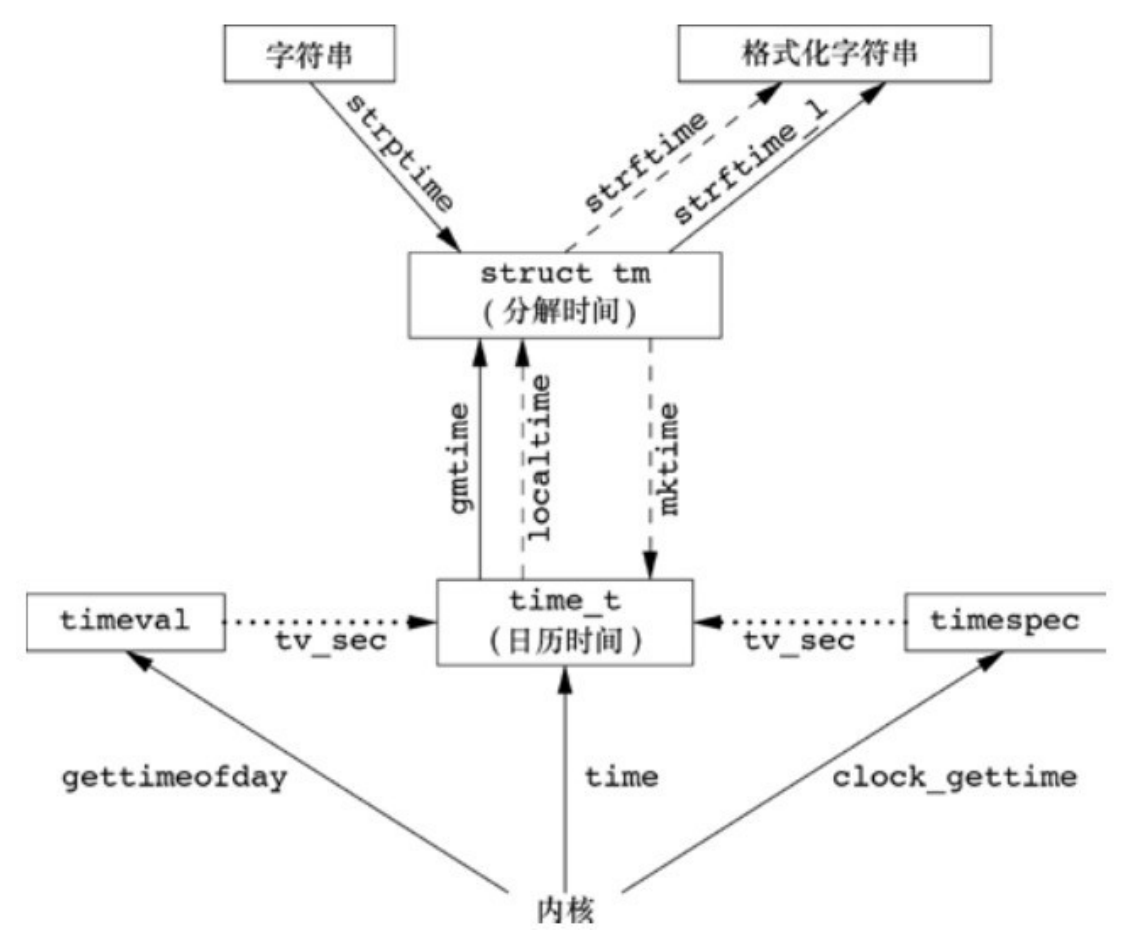 字符串
格式化字符串
strptime
strftime
strftime_l
struct tm
(分解时间)
gmtime
localtime
mktime
timeval
tv_sec
time_t
(日历时间)
tv_sec
timespec
gettimeofday
time
clock_gettime
内核